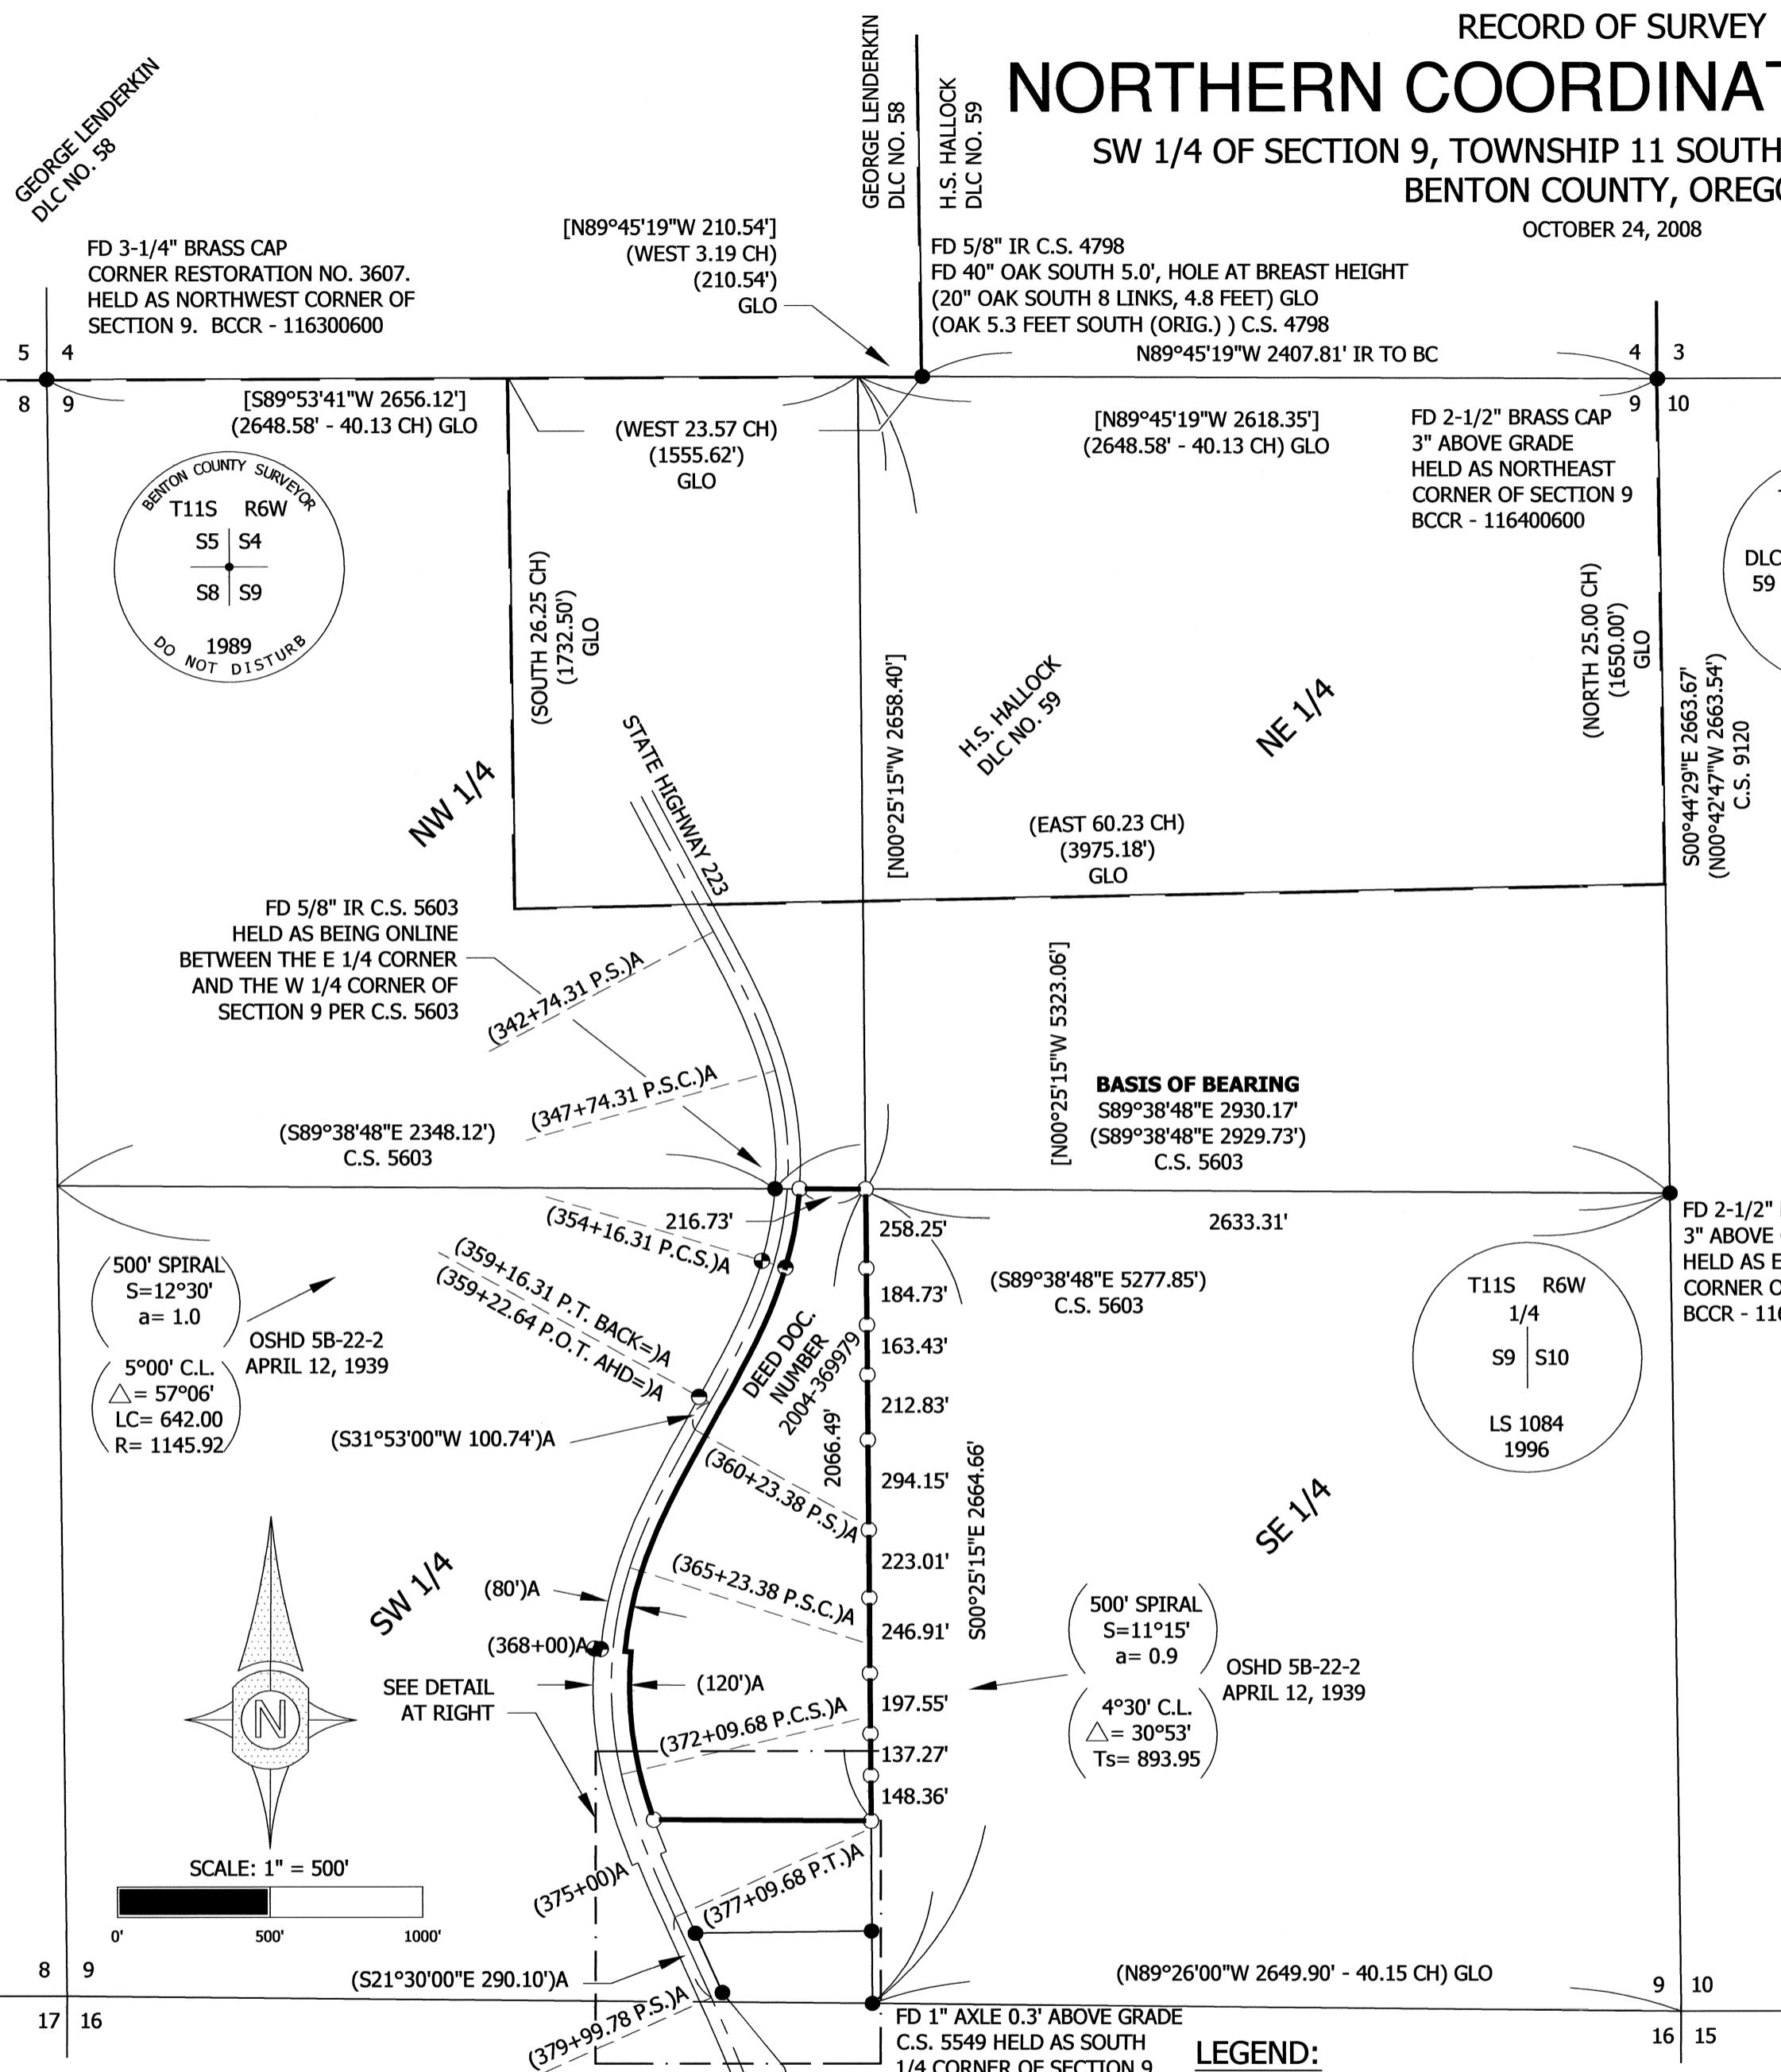 RECORD OF SURVEY
NORTHERN COORDINAT
SW 1/4 OF SECTION 9, TOWNSHIP 11 SOUTH
BENTON COUNTY, OREGO
OCTOBER 24, 2008
GEORGE LENDERKIN
DLC NO. 58
GEORGE LENDERKIN
DLC NO. 58
H.S. HALLOCK
DLC NO. 59
FD 3-1/4" BRASS CAP
CORNER RESTORATION NO. 3607.
HELD AS NORTHWEST CORNER OF
SECTION 9. BCCR - 116300600
[N89°45'19"W 210.54']
(WEST 3.19 CH)
(210.54')
GLO
FD 5/8" IR C.S. 4798
FD 40" OAK SOUTH 5.0', HOLE AT BREAST HEIGHT
(20" OAK SOUTH 8 LINKS, 4.8 FEET) GLO
(OAK 5.3 FEET SOUTH (ORIG.) ) C.S. 4798
N89°45'19"W 2407.81' IR TO BC
5 4
8 9
4 3
9 10
[S89°53'41"W 2656.12']
(2648.58' - 40.13 CH) GLO
(WEST 23.57 CH)
(1555.62')
GLO
[N89°45'19"W 2618.35']
(2648.58' - 40.13 CH) GLO
FD 2-1/2" BRASS CAP
3" ABOVE GRADE
HELD AS NORTHEAST
CORNER OF SECTION 9
BCCR - 116400600
BENTON COUNTY SURVEYOR
T11S R6W
S5 S4
S8 S9
1989
DO NOT DISTURB
DLC
59
(SOUTH 26.25 CH)
(1732.50')
GLO
(NORTH 25.00 CH)
(1650.00')
GLO
S00°44'29"E 2663.67'
(N00°42'47"W 2663.54')
C.S. 9120
STATE HIGHWAY 223
[N00°25'15"W 2658.40']
H.S. HALLOCK
DLC NO. 59
NE 1/4
NW 1/4
(EAST 60.23 CH)
(3975.18')
GLO
FD 5/8" IR C.S. 5603
HELD AS BEING ONLINE
BETWEEN THE E 1/4 CORNER
AND THE W 1/4 CORNER OF
SECTION 9 PER C.S. 5603
(342+74.31 P.S.)A
(347+74.31 P.S.C.)A
[N00°25'15"W 5323.06']
BASIS OF BEARING
S89°38'48"E 2930.17'
(S89°38'48"E 2929.73')
C.S. 5603
(S89°38'48"E 2348.12')
C.S. 5603
216.73'
(354+16.31 P.C.S.)A
258.25'
2633.31'
FD 2-1/2"
3" ABOVE
HELD AS E
CORNER O
BCCR - 116
(359+16.31 P.T. BACK=)A
(359+22.64 P.O.T. AHD=)A
500' SPIRAL
S=12°30'
a= 1.0
OSHD 5B-22-2
APRIL 12, 1939
5°00' C.L.
△= 57°06'
LC= 642.00
R= 1145.92
184.73'
(S89°38'48"E 5277.85')
C.S. 5603
T11S R6W
1/4
S9 S10
LS 1084
1996
DEED DOC.
NUMBER
2004-369979
163.43'
212.83'
2066.49'
(S31°53'00"W 100.74')A
(360+23.38 P.S.)A
294.15'
S00°25'15"E 2664.66'
SE 1/4
SW 1/4
(80')A
(365+23.38 P.S.C.)A
223.01'
246.91'
500' SPIRAL
S=11°15'
a= 0.9
OSHD 5B-22-2
APRIL 12, 1939
4°30' C.L.
△= 30°53'
Ts= 893.95
(368+00)A
SEE DETAIL
AT RIGHT
(120')A
197.55'
(372+09.68 P.C.S.)A
137.27'
148.36'
N
SCALE: 1" = 500'
0' 500' 1000'
(375+00)A
(377+09.68 P.T.)A
(S21°30'00"E 290.10')A
(N89°26'00"W 2649.90' - 40.15 CH) GLO
8 9
17 16
9 10
16 15
(379+99.78 P.S.)A
FD 1" AXLE 0.3' ABOVE GRADE
C.S. 5549 HELD AS SOUTH
1/4 CORNER OF SECTION 9
LEGEND: